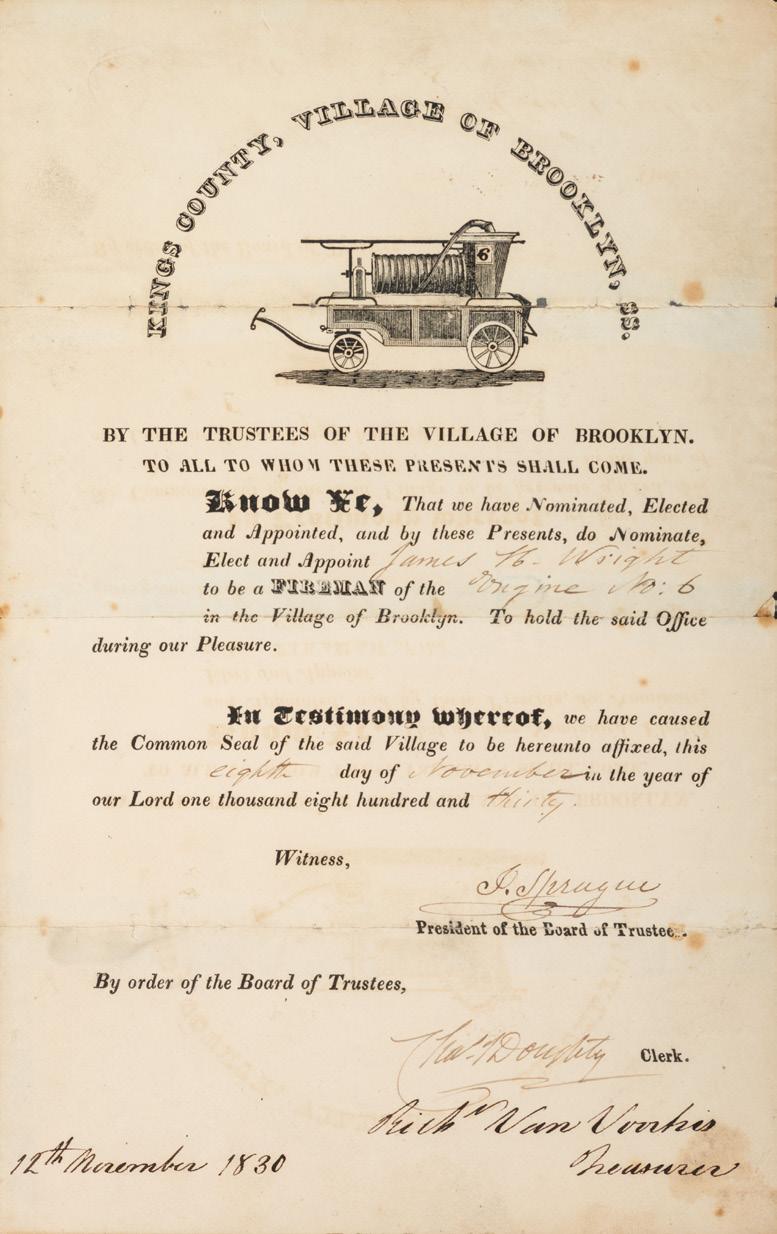 KINGS COUNTY, VILLAGE OF BROOKLYN, SS.
6
BY THE TRUSTEES OF THE VILLAGE OF BROOKLYN.
TO ALL TO WHOM THESE PRESENTS SHALL COME.
Know Ye, That we have Nominated, Elected
and Appointed, and by these Presents, do Nominate,
Elect and Appoint James H. Wright
to be a FIREMAN of the Engine No: 6
in the Village of Brooklyn. To hold the said Office
during our Pleasure.
In Testimony whereof, we have caused
the Common Seal of the said Village to be hereunto affixed, this
eighth day of November in the year of
our Lord one thousand eight hundred and thirty.
Witness,
J. Sprague
President of the Board of Trustees.
By order of the Board of Trustees,
Chas. Doughty Clerk.
Richd Van Voorhis
12th November 1830 Treasurer